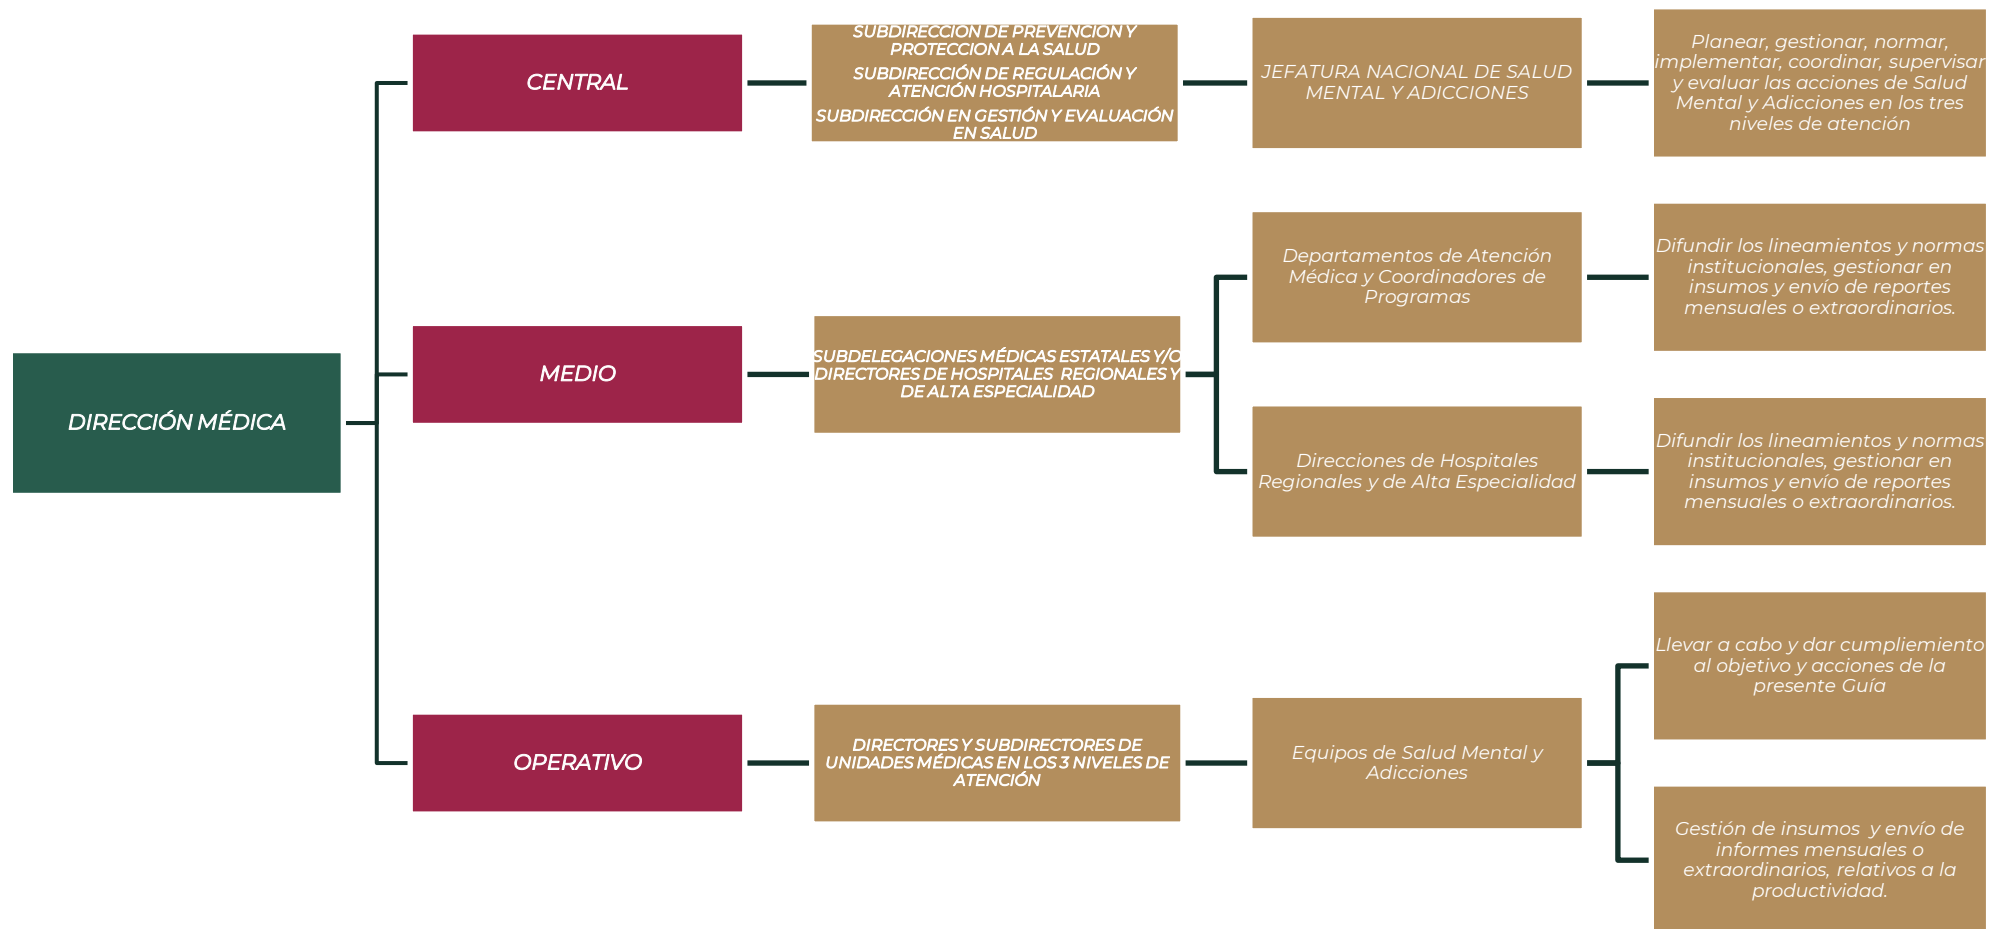 DIRECCIÓN MÉDICA
CENTRAL
SUBDIRECCION DE PREVENCION Y
PROTECCION A LA SALUD
SUBDIRECCIÓN DE REGULACIÓN Y
ATENCIÓN HOSPITALARIA
SUBDIRECCIÓN EN GESTIÓN Y EVALUACIÓN
EN SALUD
JEFATURA NACIONAL DE SALUD
MENTAL Y ADICCIONES
Planear, gestionar, normar,
implementar, coordinar, supervisar
y evaluar las acciones de Salud
Mental y Adicciones en los tres
niveles de atención
MEDIO
SUBDELEGACIONES MÉDICAS ESTATALES Y/O
DIRECTORES DE HOSPITALES  REGIONALES Y
DE ALTA ESPECIALIDAD
Departamentos de Atención
Médica y Coordinadores de
Programas
Difundir los lineamientos y normas
institucionales, gestionar en
insumos y envío de reportes
mensuales o extraordinarios.
Direcciones de Hospitales
Regionales y de Alta Especialidad
Difundir los lineamientos y normas
institucionales, gestionar en
insumos y envío de reportes
mensuales o extraordinarios.
OPERATIVO
DIRECTORES Y SUBDIRECTORES DE
UNIDADES MÉDICAS EN LOS 3 NIVELES DE
ATENCIÓN
Equipos de Salud Mental y
Adicciones
Llevar a cabo y dar cumpliemiento
al objetivo y acciones de la
presente Guía
Gestión de insumos  y envío de
informes mensuales o
extraordinarios, relativos a la
productividad.